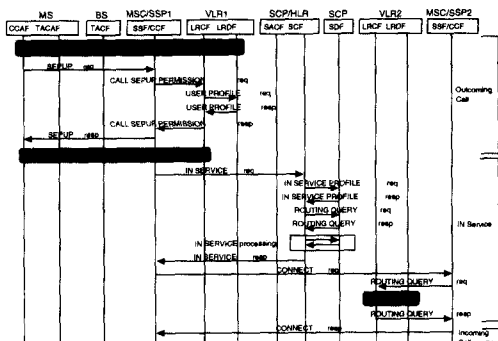 MS BS MSC/SSP1 VLR1 SCP/HLR SCP VLR2 MSC/SSP2
CCAF TACAF TACF SSF/CCF LRCF LRDF SACF SCF SDF LRCF LRDF SSF/CCF
SEPUP req
CALL SEPUP PERMISSION req
USER PROFILE req
USER PROFILE resp
CALL SEPUP PERMISSION resp
SEPUP resp
Outcoming
Call
IN SERVICE req
IN SERVICE PROFILE req
IN SERVICE PROFILE resp
ROUTING QUERY req
ROUTING QUERY resp
IN Service
IN SERVICE processing
IN SERVICE resp
CONNECT req
ROUTING QUERY req
ROUTING QUERY resp
CONNECT resp
Incoming